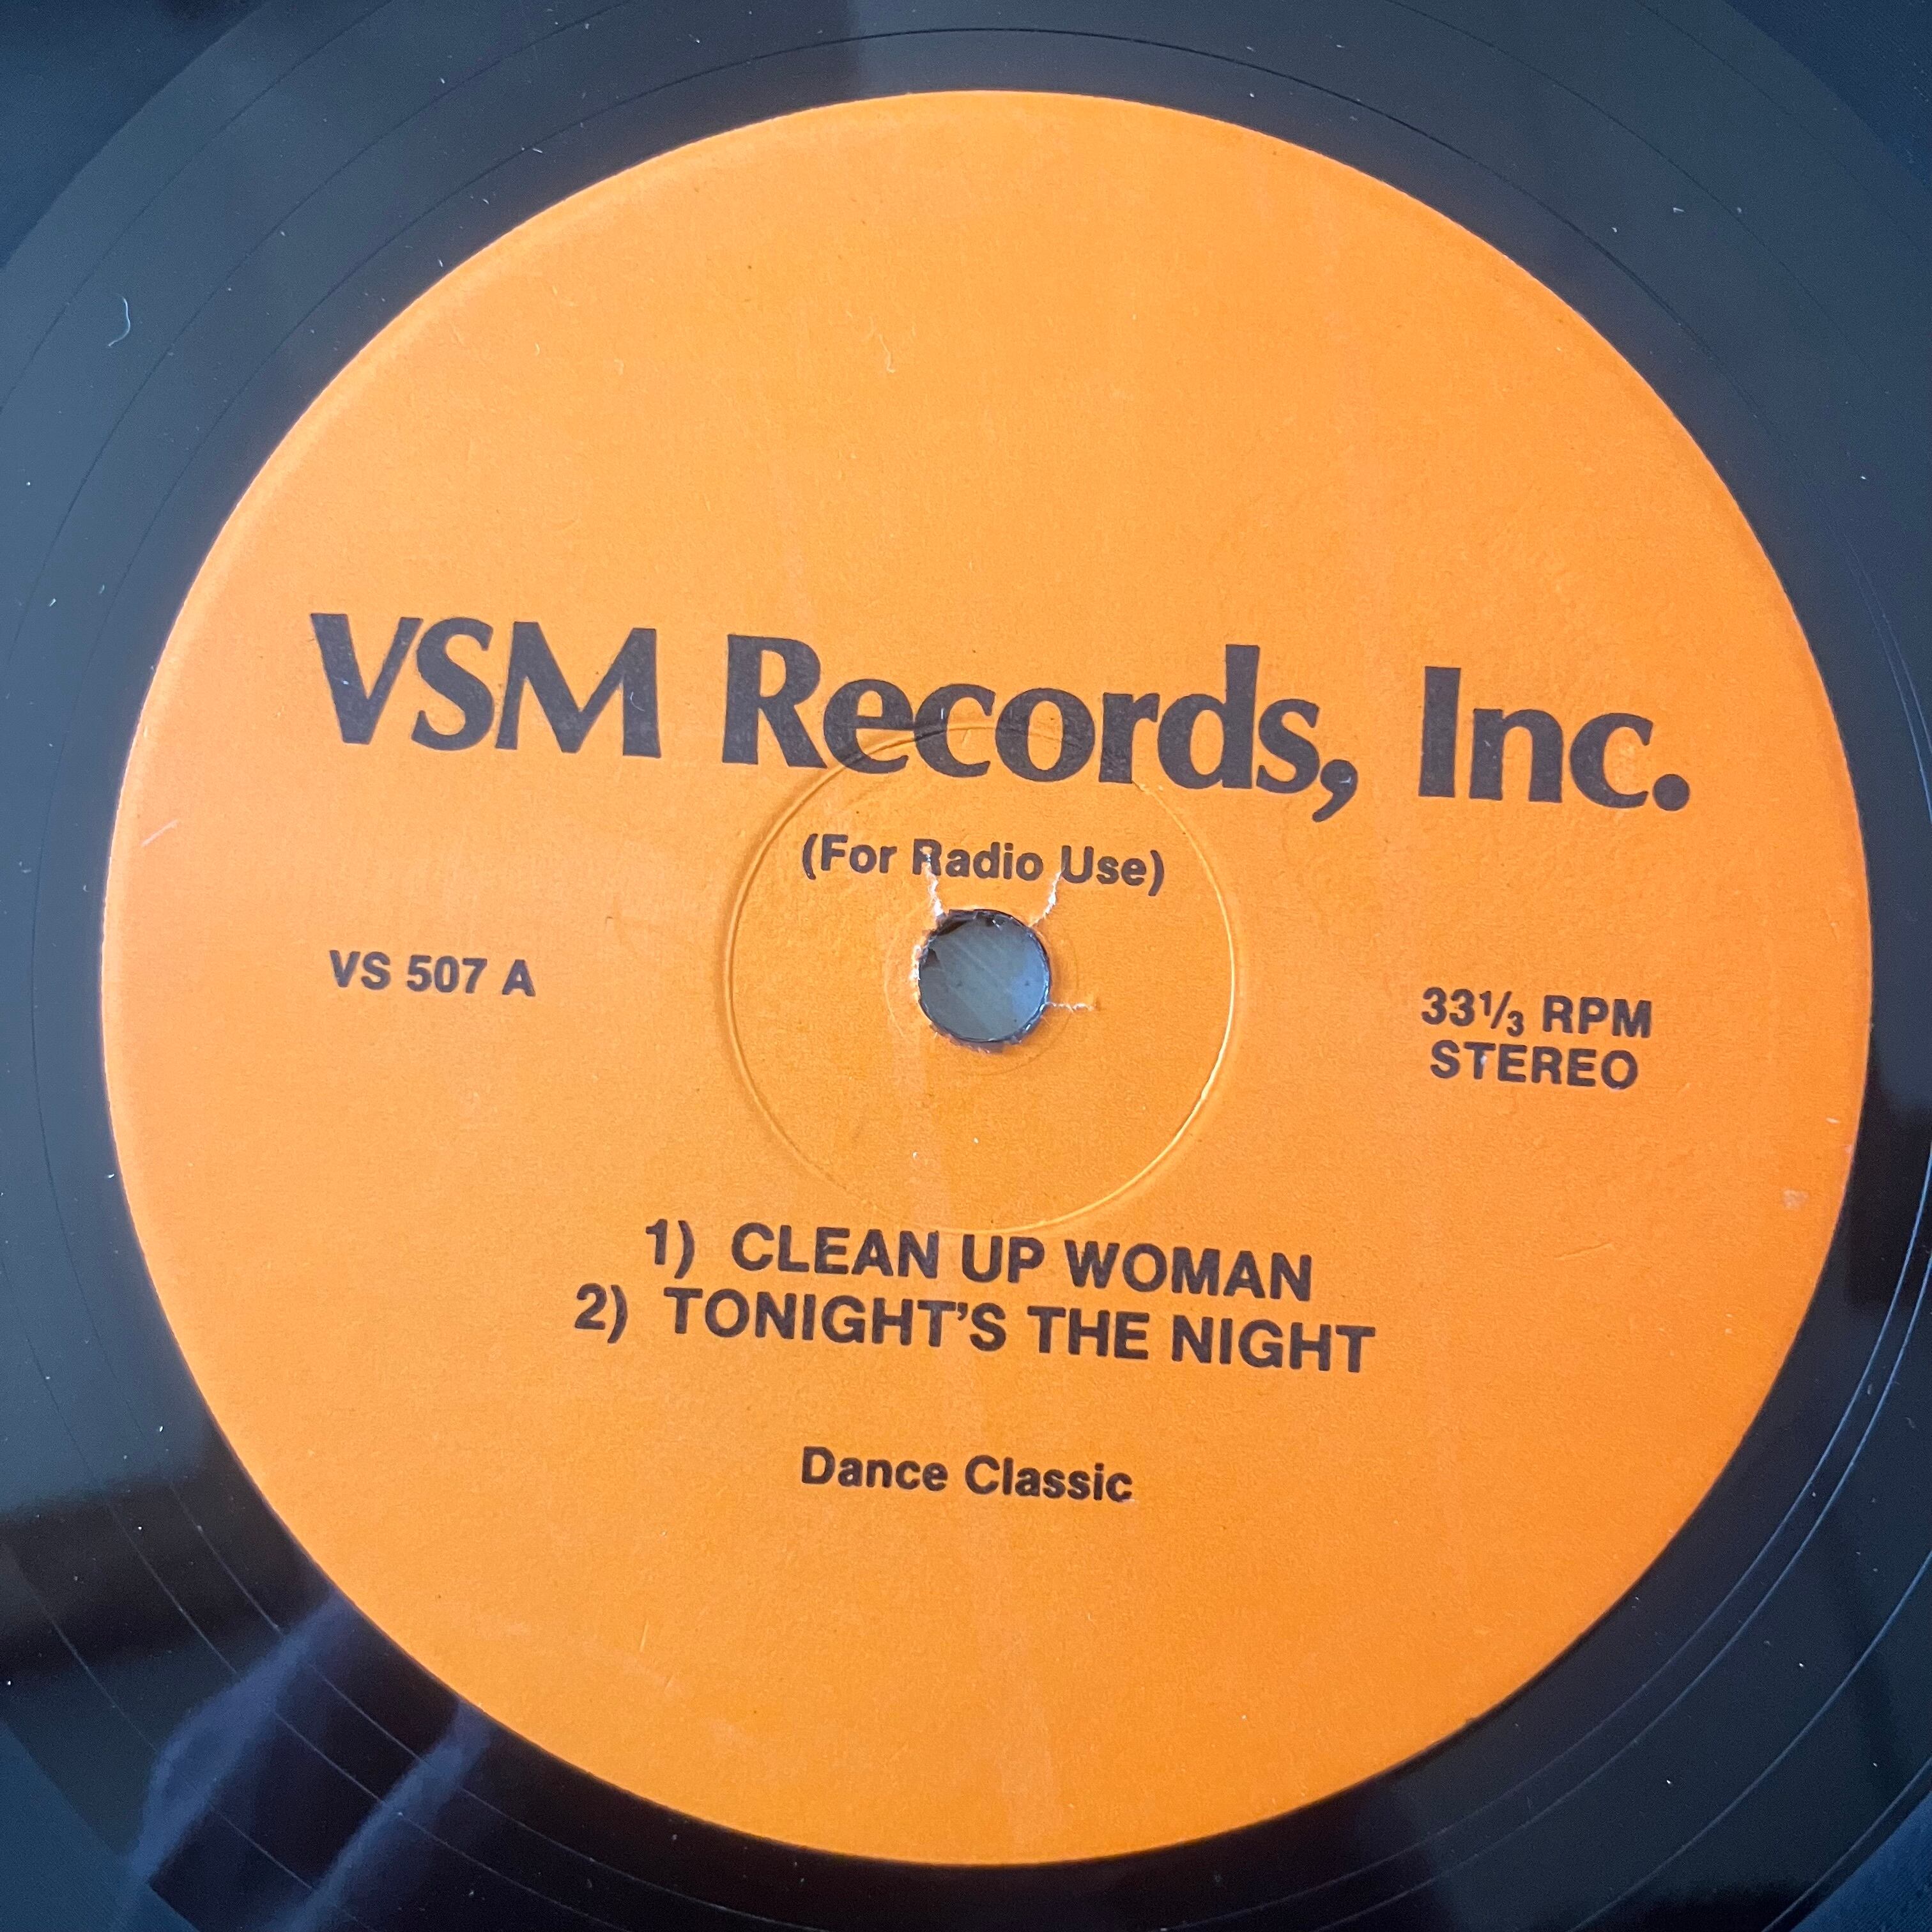 VSM Records, Inc.
(For Radio Use)
VS 507 A
33⅓ RPM
STEREO
1) CLEAN UP WOMAN
2) TONIGHT'S THE NIGHT
Dance Classic